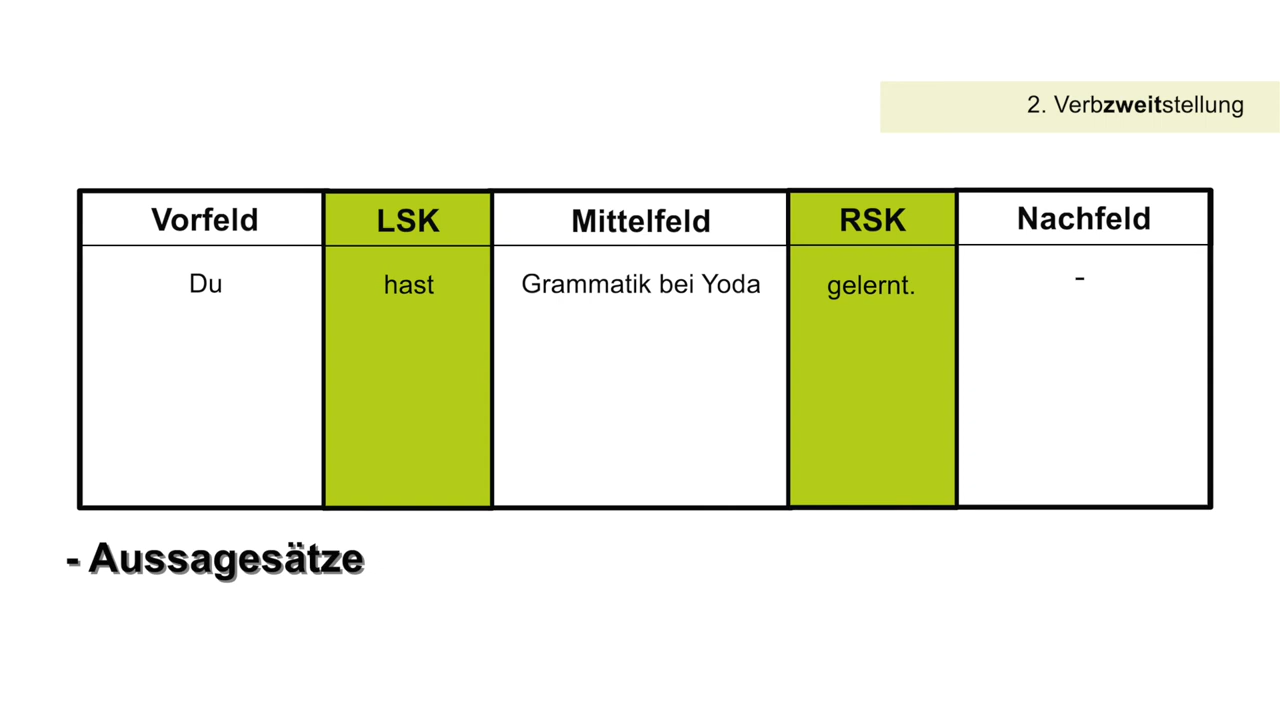 2. Verbzweitstellung
Vorfeld LSK Mittelfeld RSK Nachfeld
Du hast Grammatik bei Yoda gelernt. -
- Aussagesätze